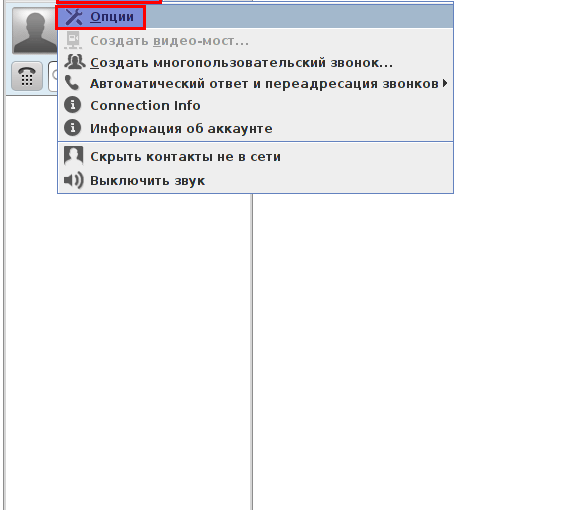 Опции
Создать видео-мост...
Создать многопользовательский звонок...
Автоматический ответ и переадресация звонков
Connection Info
Информация об аккаунте
Скрыть контакты не в сети
Выключить звук